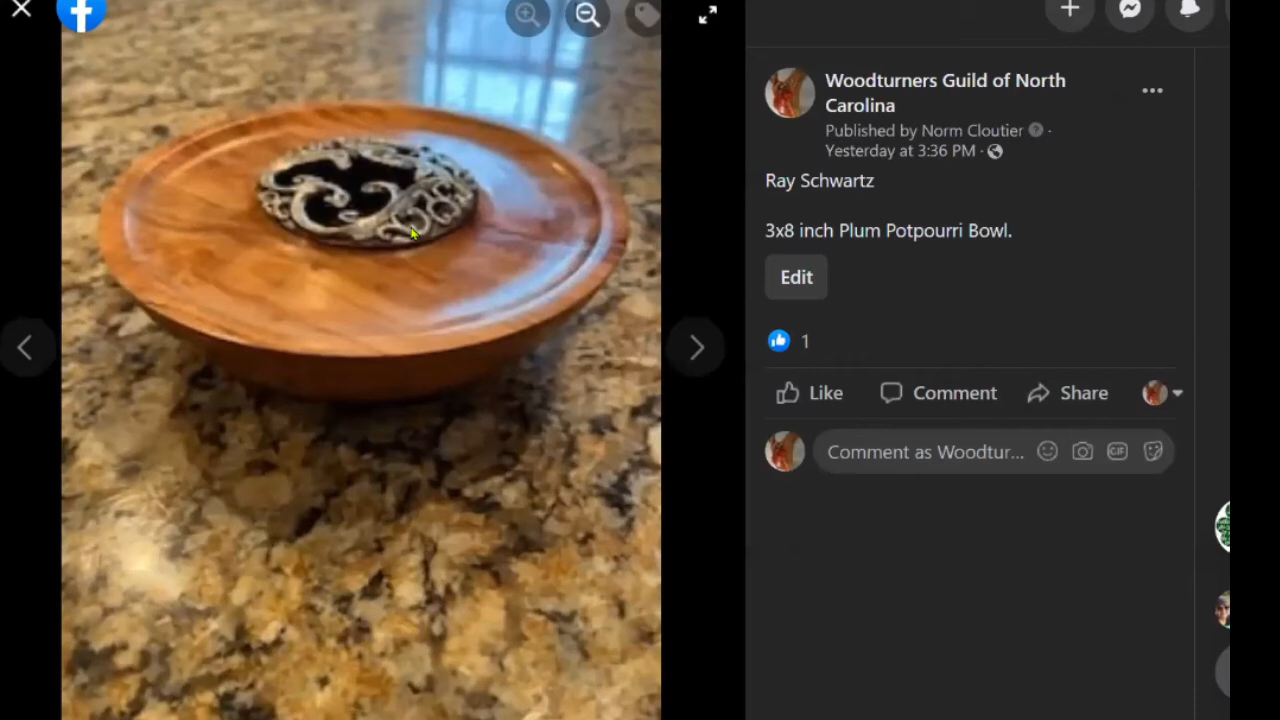 Woodturners Guild of North
Carolina
Published by Norm Cloutier
Yesterday at 3:36 PM ·
Ray Schwartz
3x8 inch Plum Potpourri Bowl.
Edit
1
Like Comment Share
Comment as Woodtur... GIF